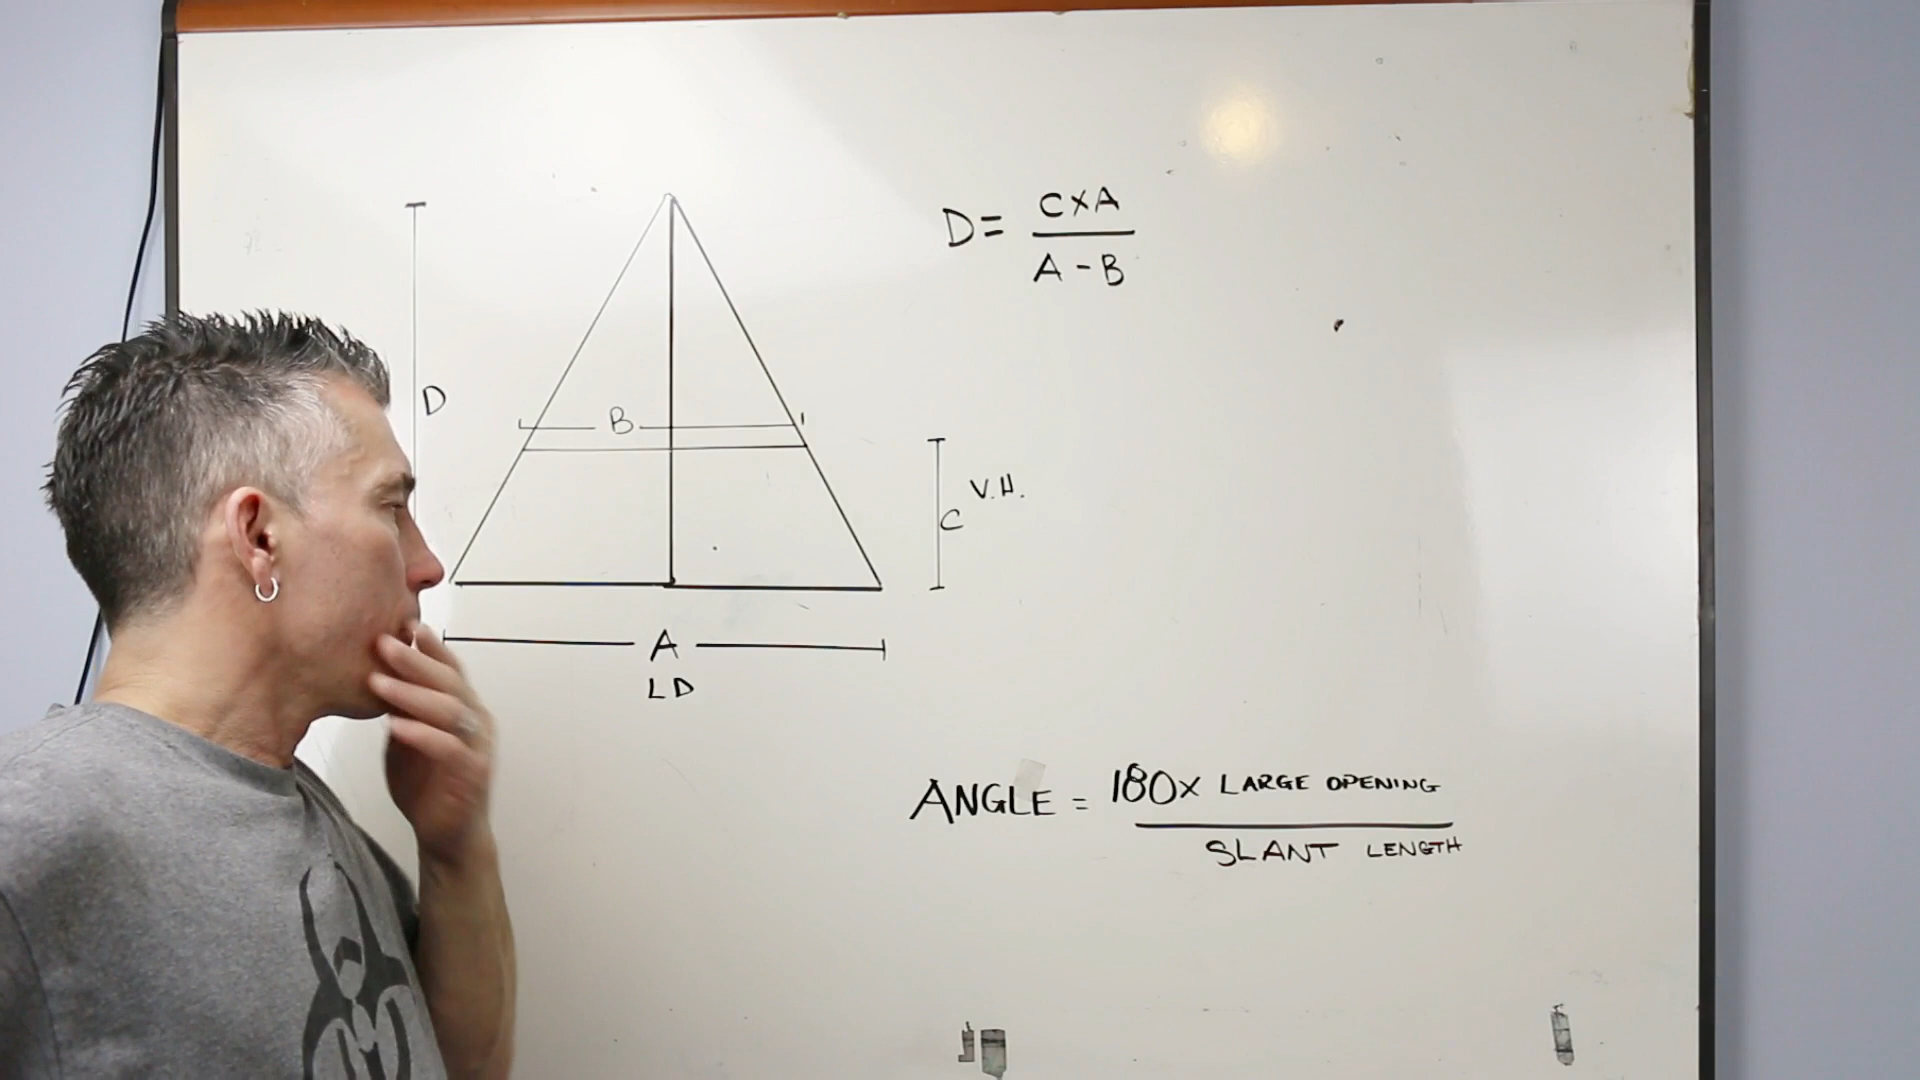 D= C×A
A-B
D
B
V.H.
C
A
LD
ANGLE = 180× LARGE OPENING
SLANT LENGTH